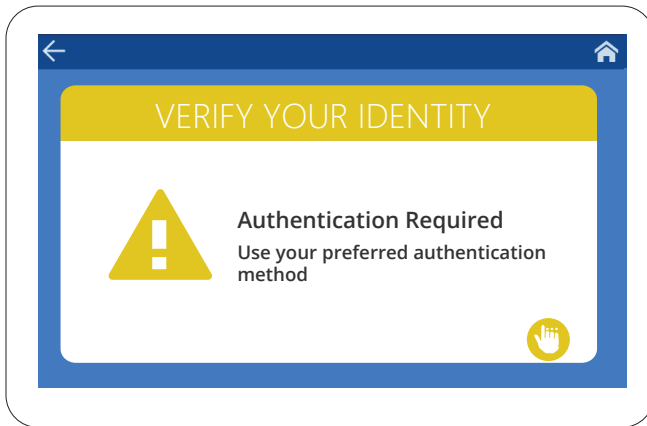 VERIFY YOUR IDENTITY
Authentication Required
Use your preferred authentication
method